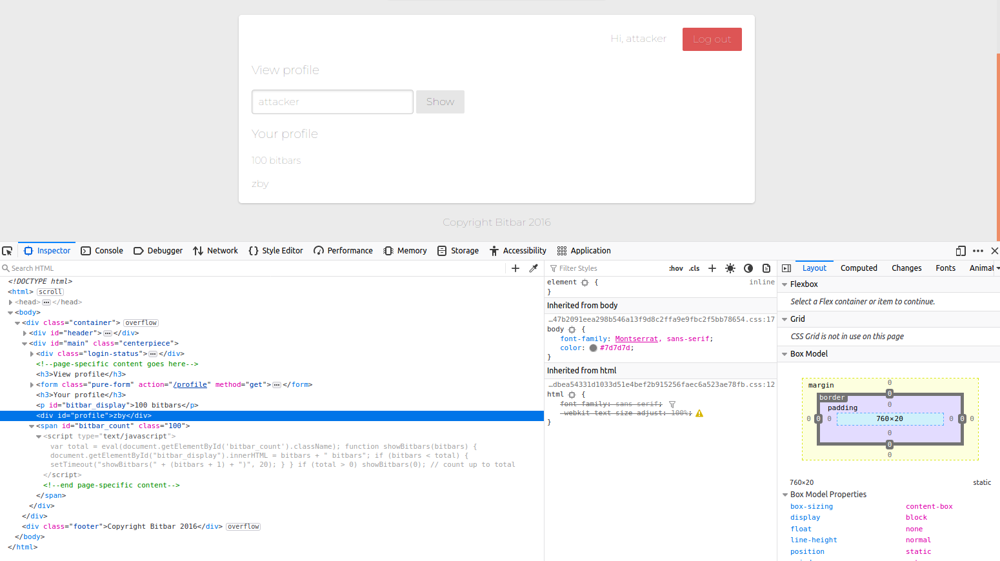 Hi, attacker
Log out
View profile
attacker
Show
Your profile
100 bitbars
zby
Copyright Bitbar 2016
Inspector
Console
Debugger
Network
Style Editor
Performance
Memory
Storage
Accessibility
Application
Search HTML
<!DOCTYPE html>
<html> scroll
<head> ••• </head>
<body>
<div class="container"> overflow
<div id="header"> ••• </div>
<div id="main" class="centerpiece">
<div class="login-status"> ••• </div>
<!--page-specific content goes here-->
<h3>View profile</h3>
<form class="pure-form" action="/profile" method="get"> ••• </form>
<h3>Your profile</h3>
<p id="bitbar_display">100 bitbars</p>
<div id="profile">zby</div>
<span id="bitbar_count" class="100">
<script type="text/javascript">
var total = eval(document.getElementById('bitbar_count').className); function showBitbars(bitbars) {
document.getElementById("bitbar_display").innerHTML = bitbars + " bitbars"; if (bitbars < total) {
setTimeout("showBitbars(" + (bitbars + 1) + ")", 20); } } if (total > 0) showBitbars(0); // count up to total
</script>
<!--end page-specific content-->
</span>
</div>
</div>
<div class="footer">Copyright Bitbar 2016</div> overflow
</body>
</html>
Filter Styles
:hov .cls +
element { inline
}
Inherited from body
…47b2091eea298b546a13f9d8c2ffa9e9fbc2f5bb78654.css:17
body {
font-family: Montserrat, sans-serif;
color: #7d7d7d;
}
Inherited from html
…dbea54331d1033d51e4bef2b915256faec6a523ae78fb.css:12
html {
font-family: sans-serif;
-webkit-text-size-adjust: 100%;
}
Layout
Computed
Changes
Fonts
Animat
Flexbox
Select a Flex container or item to continue.
Grid
CSS Grid is not in use on this page
Box Model
margin
0
border
0
padding
0
0 0 0 760×20 0 0 0
0
0
0
760×20 static
Box Model Properties
box-sizing content-box
display block
float none
line-height normal
position static